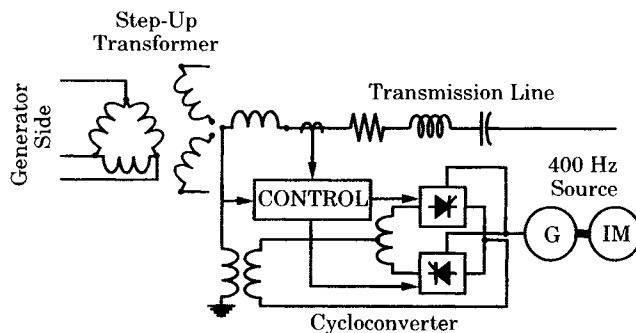 Step-Up
Transformer
Generator
Side
Transmission Line
400 Hz
Source
CONTROL
G
IM
Cycloconverter